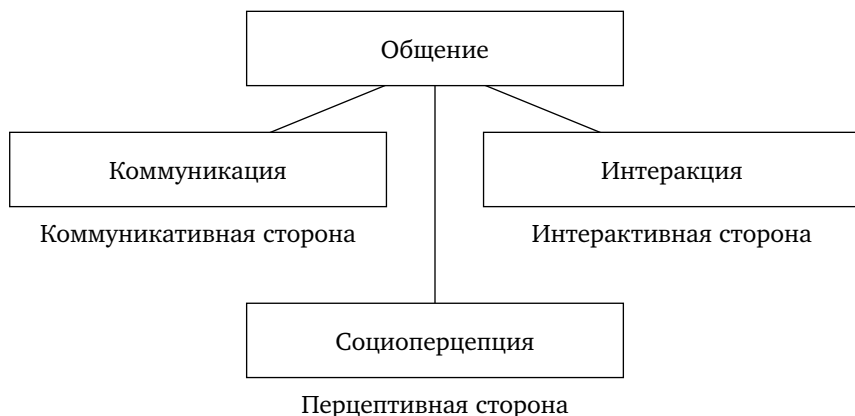 Общение
Коммуникация
Интеракция
Коммуникативная сторона
Интерактивная сторона
Социоперцепция
Перцептивная сторона